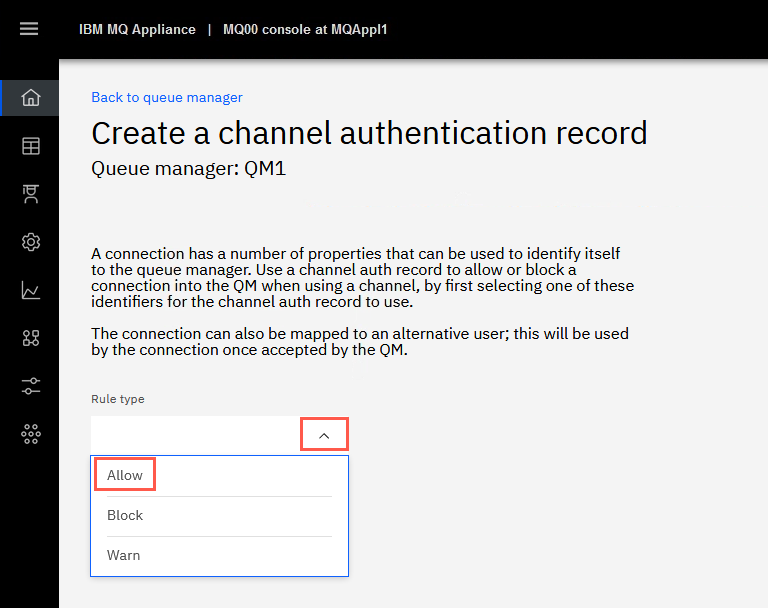 IBM MQ Appliance | MQ00 console at MQAppl1
Back to queue manager
Create a channel authentication record
Queue manager: QM1
A connection has a number of properties that can be used to identify itself
to the queue manager. Use a channel auth record to allow or block a
connection into the QM when using a channel, by first selecting one of these
identifiers for the channel auth record to use.
The connection can also be mapped to an alternative user; this will be used
by the connection once accepted by the QM.
Rule type
Allow
Block
Warn